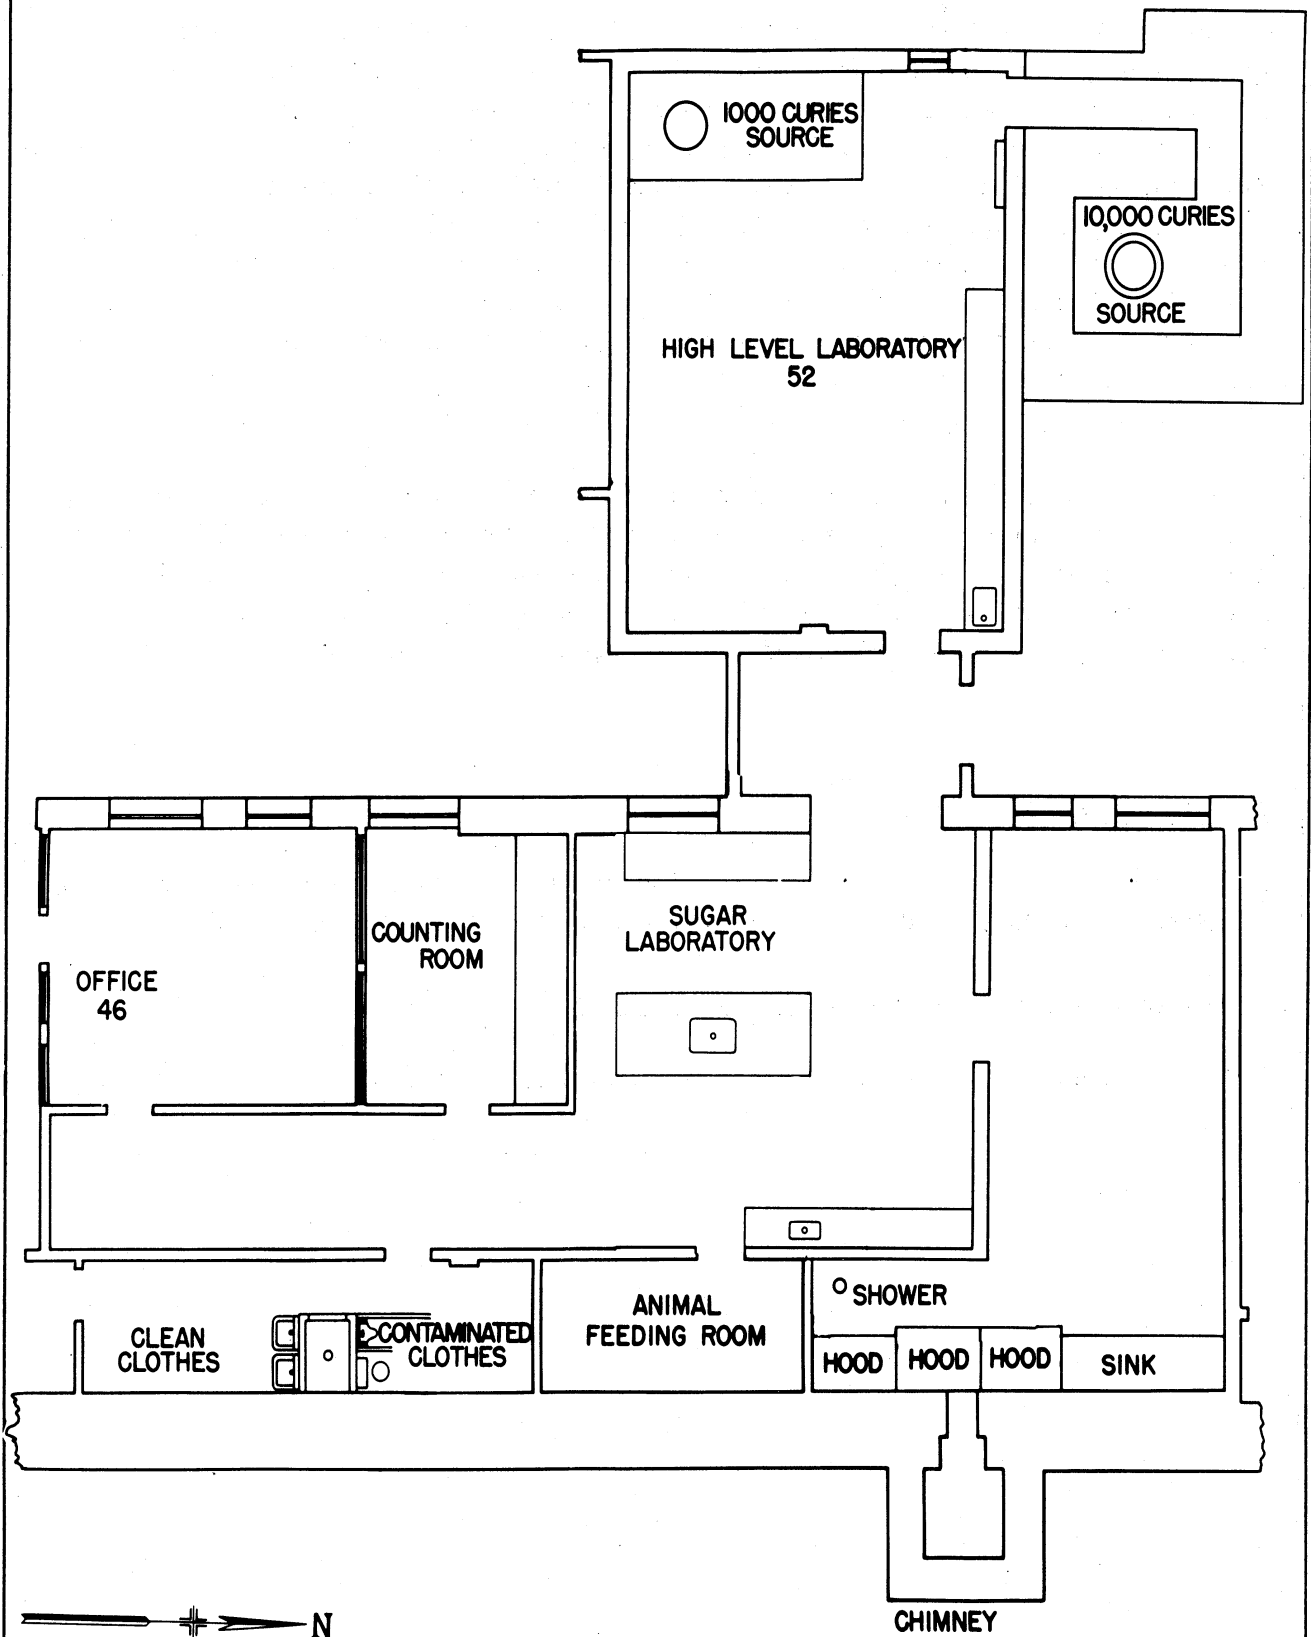 1000 CURIES
SOURCE
10,000 CURIES
SOURCE
HIGH LEVEL LABORATORY
52
SUGAR
LABORATORY
COUNTING
ROOM
OFFICE
46
SHOWER
ANIMAL
FEEDING ROOM
CLEAN
CLOTHES
CONTAMINATED
CLOTHES
HOOD
HOOD
HOOD
SINK
CHIMNEY
N